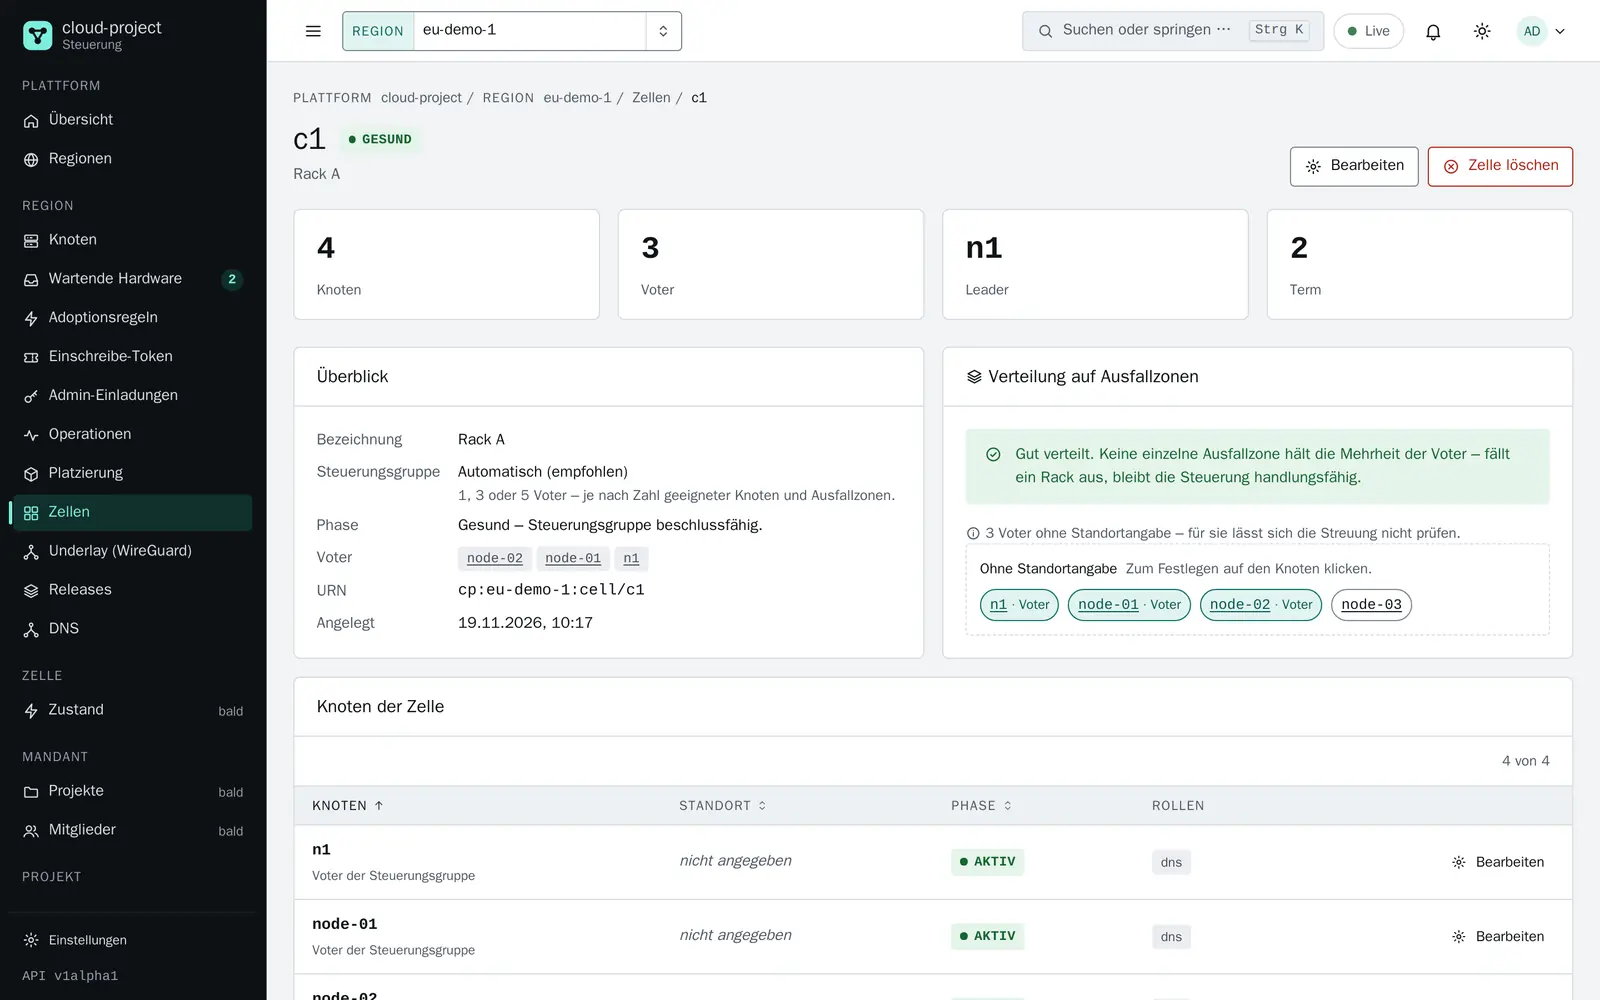 cloud-project
Steuerung
PLATTFORM
Übersicht
Regionen
REGION
Knoten
Wartende Hardware 2
Adoptionsregeln
Einschreibe-Token
Admin-Einladungen
Operationen
Platzierung
Zellen
Underlay (WireGuard)
Releases
DNS
ZELLE
Zustand bald
MANDANT
Projekte bald
Mitglieder bald
PROJEKT
Einstellungen
API v1alpha1
REGION eu-demo-1
Suchen oder springen ··· Strg K
Live
AD
PLATTFORM cloud-project / REGION eu-demo-1 / Zellen / c1
c1 GESUND
Rack A
Bearbeiten
Zelle löschen
4
Knoten
3
Voter
n1
Leader
2
Term
Überblick
Bezeichnung Rack A
Steuerungsgruppe Automatisch (empfohlen)
1, 3 oder 5 Voter – je nach Zahl geeigneter Knoten und Ausfallzonen.
Phase Gesund – Steuerungsgruppe beschlussfähig.
Voter node-02 node-01 n1
URN cp:eu-demo-1:cell/c1
Angelegt 19.11.2026, 10:17
Verteilung auf Ausfallzonen
Gut verteilt. Keine einzelne Ausfallzone hält die Mehrheit der Voter – fällt
ein Rack aus, bleibt die Steuerung handlungsfähig.
3 Voter ohne Standortangabe – für sie lässt sich die Streuung nicht prüfen.
Ohne Standortangabe Zum Festlegen auf den Knoten klicken.
n1 · Voter node-01 · Voter node-02 · Voter node-03
Knoten der Zelle
4 von 4
KNOTEN STANDORT PHASE ROLLEN
n1
Voter der Steuerungsgruppe
nicht angegeben AKTIV dns Bearbeiten
node-01
Voter der Steuerungsgruppe
nicht angegeben AKTIV dns Bearbeiten
node-02